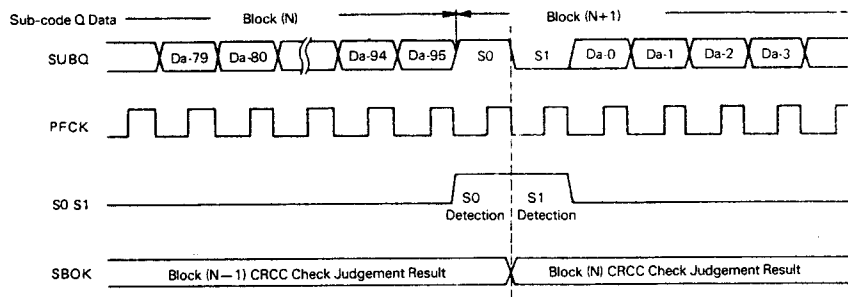 Sub-code Q Data Block (N) Block (N+1)
SUBQ Da-79 Da-80 Da-94 Da-95 S0 S1 Da-0 Da-1 Da-2 Da-3
PFCK
S0 S1 S0 Detection S1 Detection
SBOK Block (N−1) CRCC Check Judgement Result Block (N) CRCC Check Judgement Result